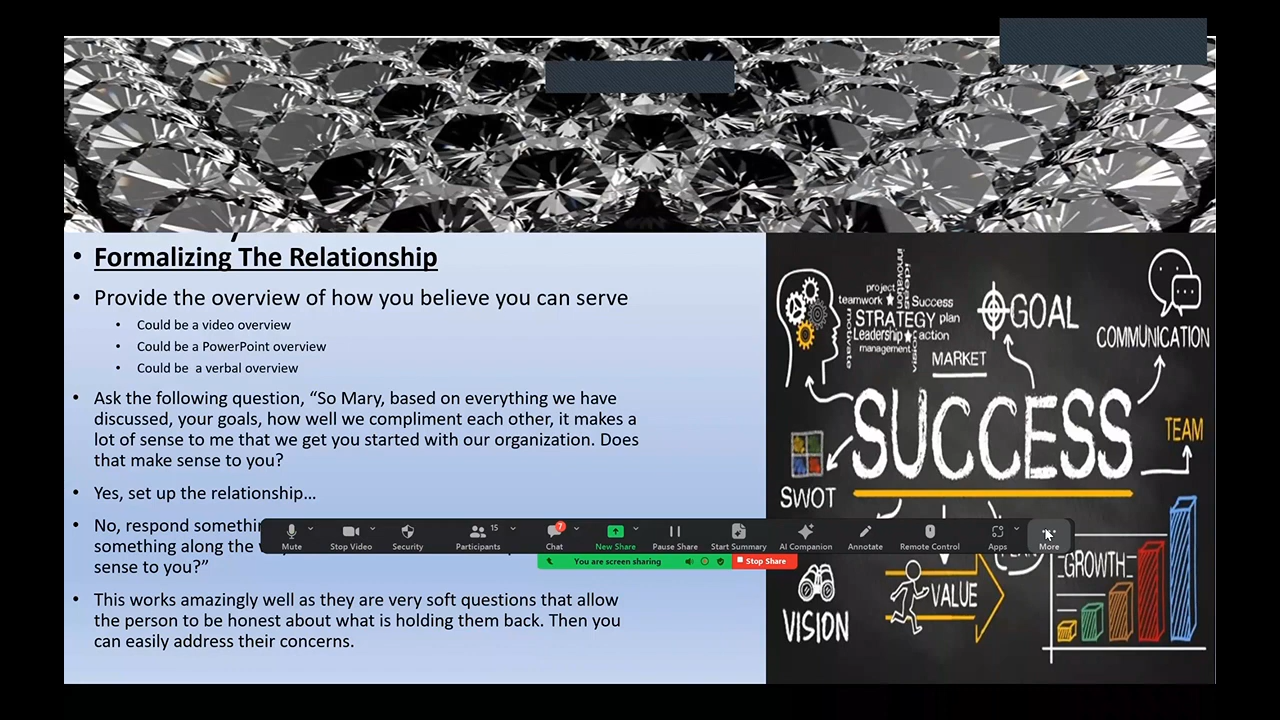 Formalizing The Relationship
Provide the overview of how you believe you can serve
Could be a video overview
Could be a PowerPoint overview
Could be a verbal overview
Ask the following question, “So Mary, based on everything we have
discussed, your goals, how well we compliment each other, it makes a
lot of sense to me that we get you started with our organization. Does
that make sense to you?
Yes, set up the relationship…
No, respond
something along the
sense to you?”
This works amazingly well as they are very soft questions that allow
the person to be honest about what is holding them back. Then you
can easily address their concerns.
innovation
ideas
project
teamwork Success
STRATEGY plan
Leadership action
management
motivate
MARKET
GOAL
COMMUNICATION
SUCCESS
TEAM
SWOT
GROWTH
VALUE
VISION
Mute
Stop Video
Security
15
Participants
7
Chat
New Share
Pause Share
Start Summary
AI Companion
Annotate
Remote Control
Apps
More
You are screen sharing
Stop Share